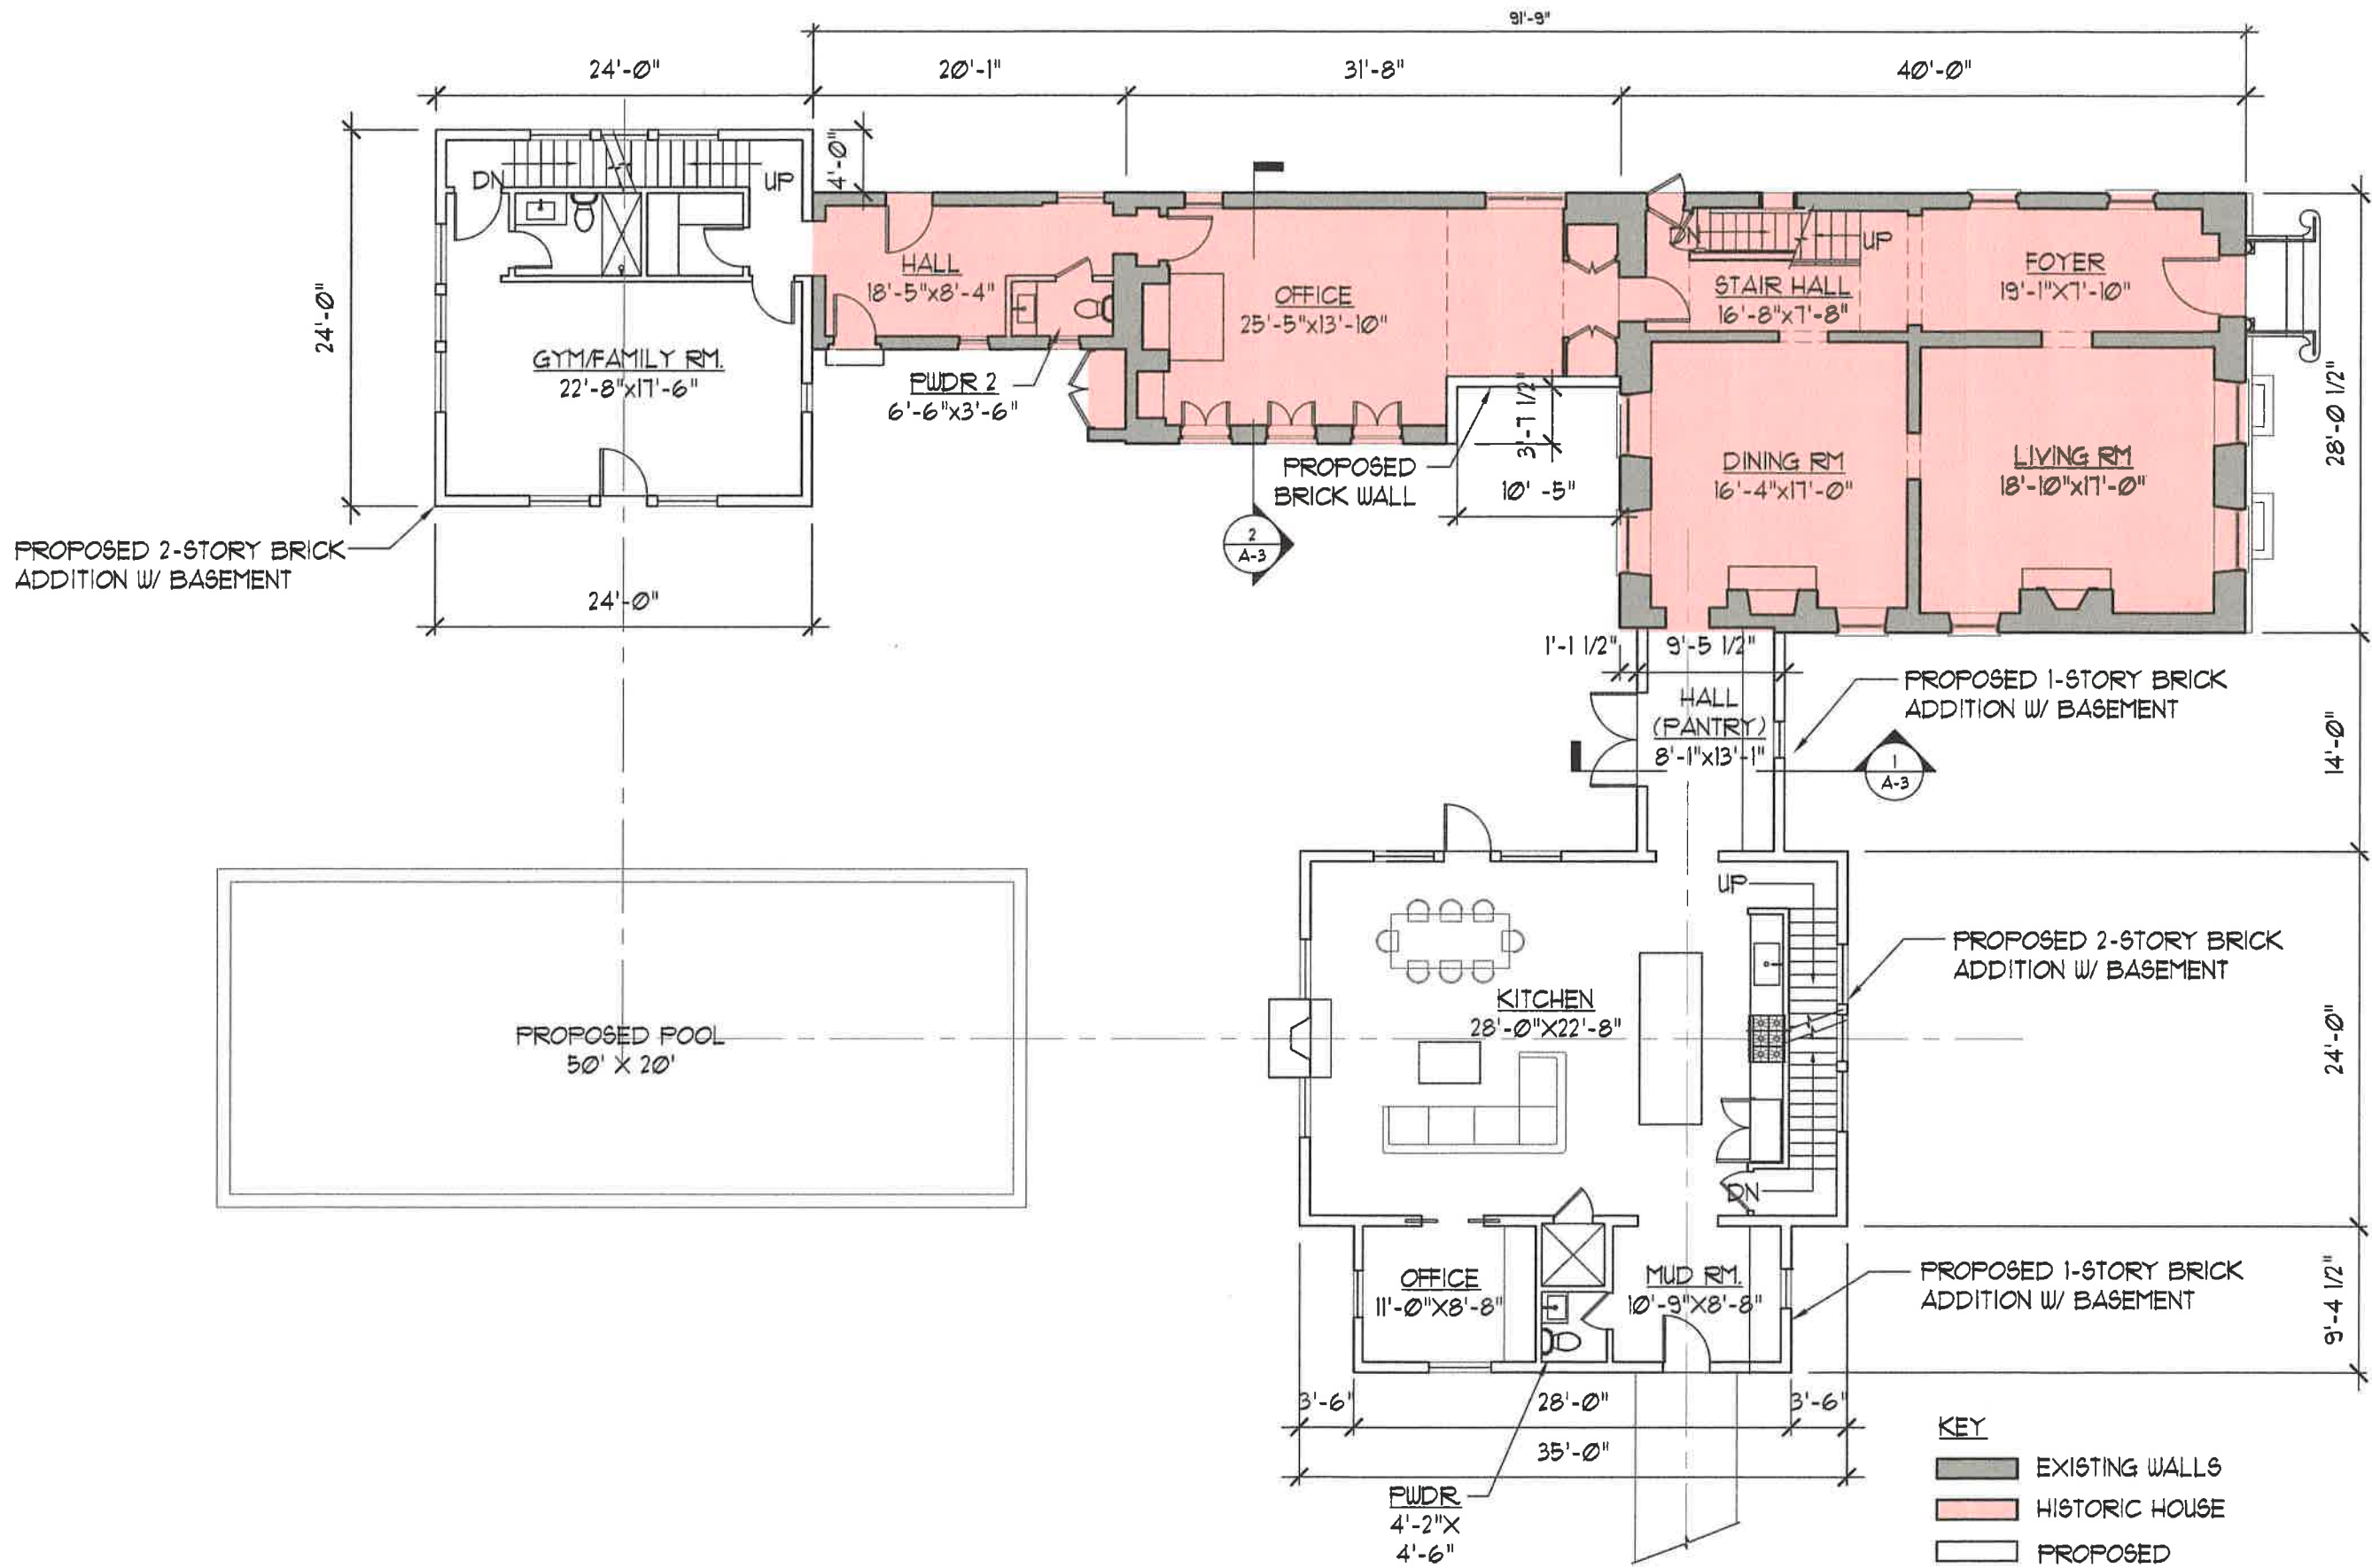 91'-9"
24'-0"
20'-1"
31'-8"
40'-0"
4'-0"
DN
UP
24'-0"
HALL
18'-5"x8'-4"
OFFICE
25'-5"x13'-10"
DN
UP
STAIR HALL
16'-8"x7'-8"
FOYER
19'-1"X7'-10"
GYM/FAMILY RM.
22'-8"x17'-6"
PWDR 2
6'-6"x3'-6"
3'-7 1/2"
PROPOSED
BRICK WALL
10' -5"
DINING RM
16'-4"x17'-0"
LIVING RM
18'-10"x17'-0"
28'-0 1/2"
2
A-3
PROPOSED 2-STORY BRICK
ADDITION W/ BASEMENT
24'-0"
1'-1 1/2"
9'-5 1/2"
HALL
(PANTRY)
8'-1"x13'-1"
PROPOSED 1-STORY BRICK
ADDITION W/ BASEMENT
1
A-3
14'-0"
UP
KITCHEN
28'-0"X22'-8"
PROPOSED 2-STORY BRICK
ADDITION W/ BASEMENT
24'-0"
PROPOSED POOL
50' X 20'
DN
OFFICE
11'-0"X8'-8"
MUD RM.
10'-9"X8'-8"
PROPOSED 1-STORY BRICK
ADDITION W/ BASEMENT
9'-4 1/2"
3'-6"
28'-0"
3'-6"
35'-0"
PWDR
4'-2"X
4'-6"
KEY
EXISTING WALLS
HISTORIC HOUSE
PROPOSED